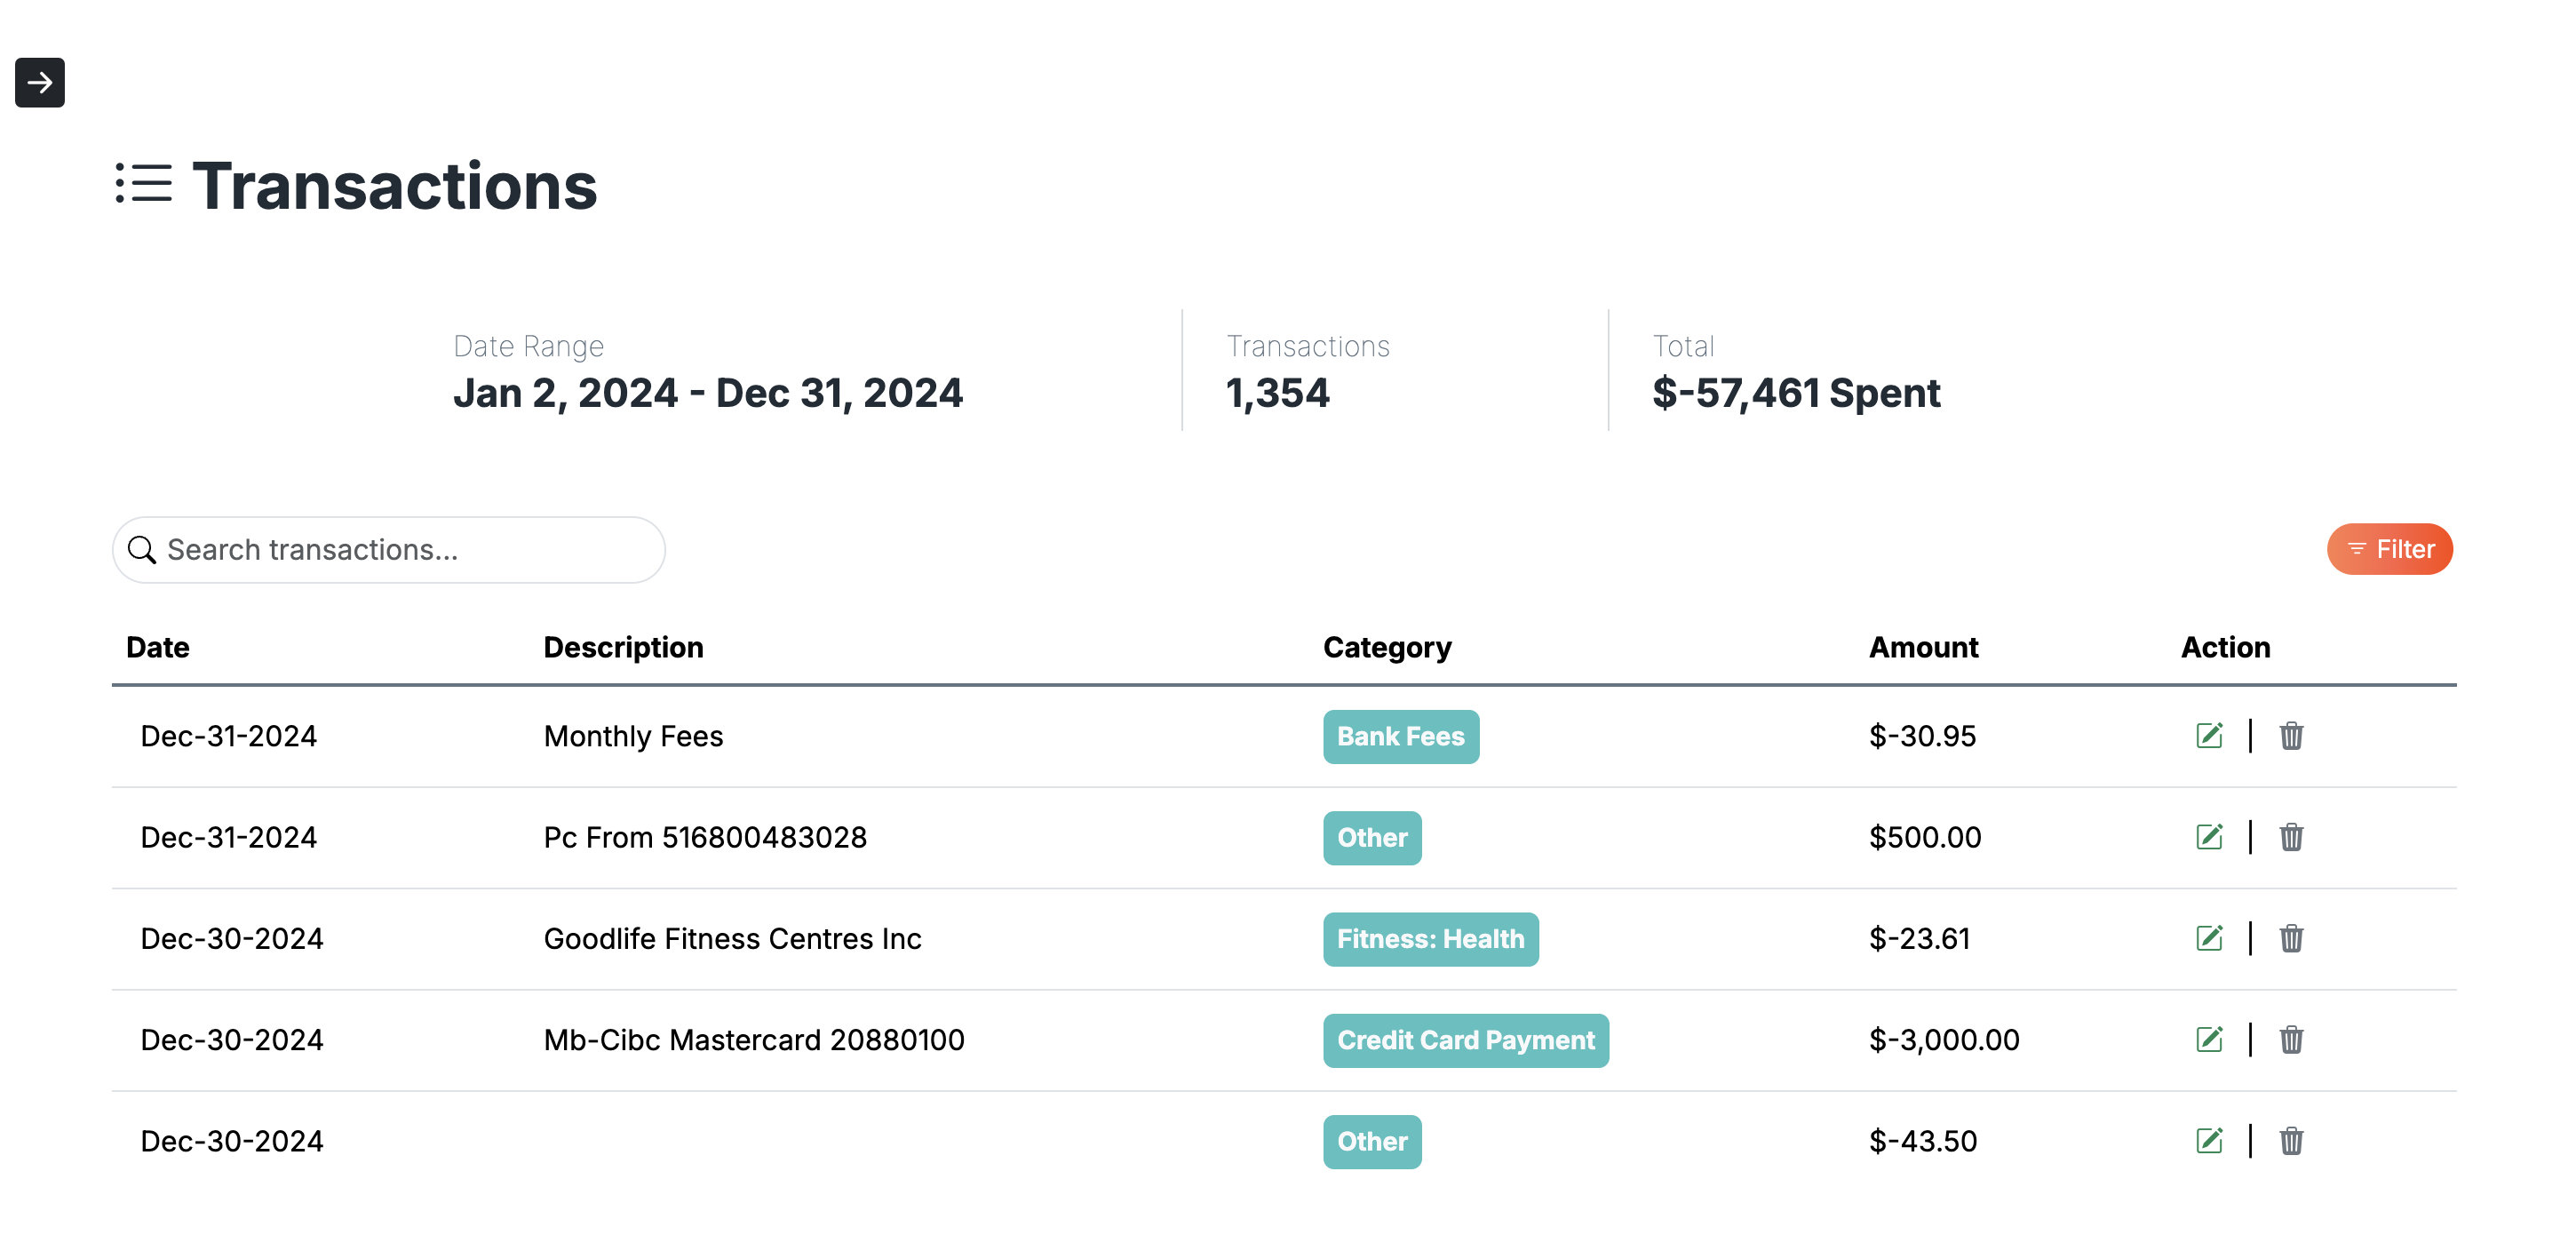 Transactions
Date Range
Jan 2, 2024 - Dec 31, 2024
Transactions
1,354
Total
$-57,461 Spent
Search transactions...
Filter
Date Description Category Amount Action
Dec-31-2024 Monthly Fees Bank Fees $-30.95 |
Dec-31-2024 Pc From 516800483028 Other $500.00 |
Dec-30-2024 Goodlife Fitness Centres Inc Fitness: Health $-23.61 |
Dec-30-2024 Mb-Cibc Mastercard 20880100 Credit Card Payment $-3,000.00 |
Dec-30-2024 Other $-43.50 |